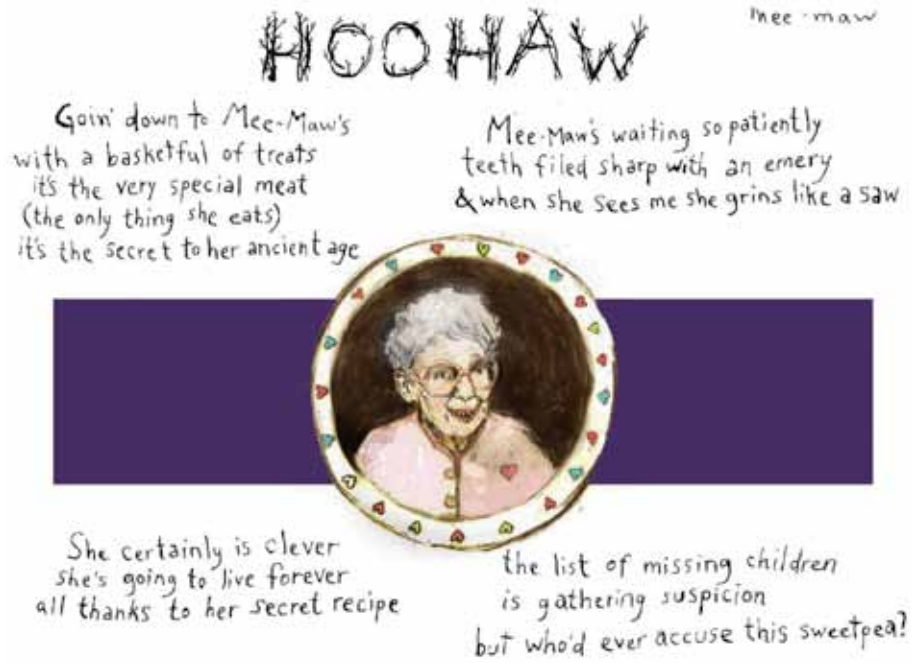 HOOHAW
mee-maw
Goin' down to Mee-Maw's
with a basketful of treats
it's the very special meat
(the only thing she eats)
it's the secret to her ancient age
Mee-Maw's waiting so patiently
teeth filed sharp with an emery
& when she sees me she grins like a saw
She certainly is clever
she's going to live forever
all thanks to her secret recipe
the list of missing children
is gathering suspicion
but who'd ever accuse this sweetpea?